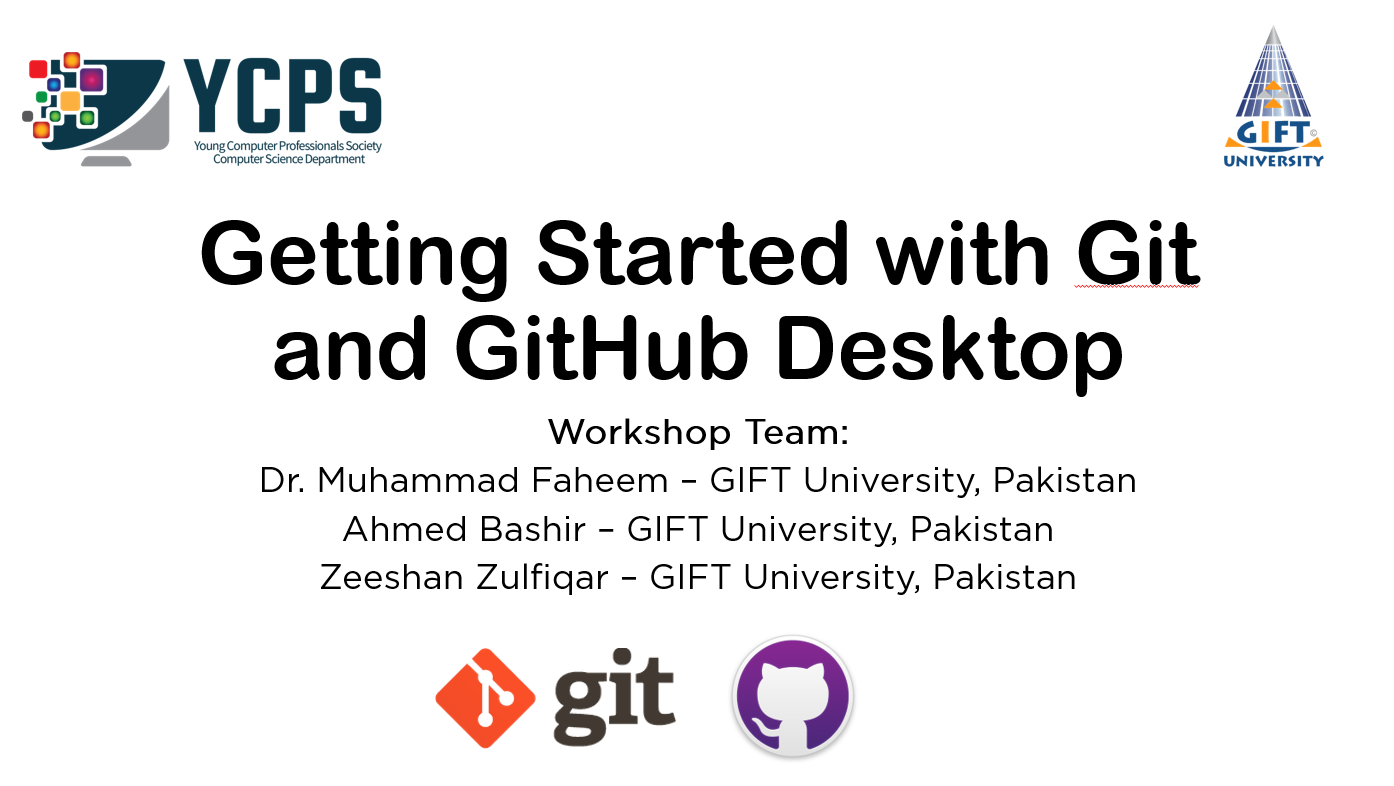 YCPS
Young Computer Professionals Society
Computer Science Department
GIFT©
UNIVERSITY
Getting Started with Git
and GitHub Desktop
Workshop Team:
Dr. Muhammad Faheem – GIFT University, Pakistan
Ahmed Bashir – GIFT University, Pakistan
Zeeshan Zulfiqar – GIFT University, Pakistan
git